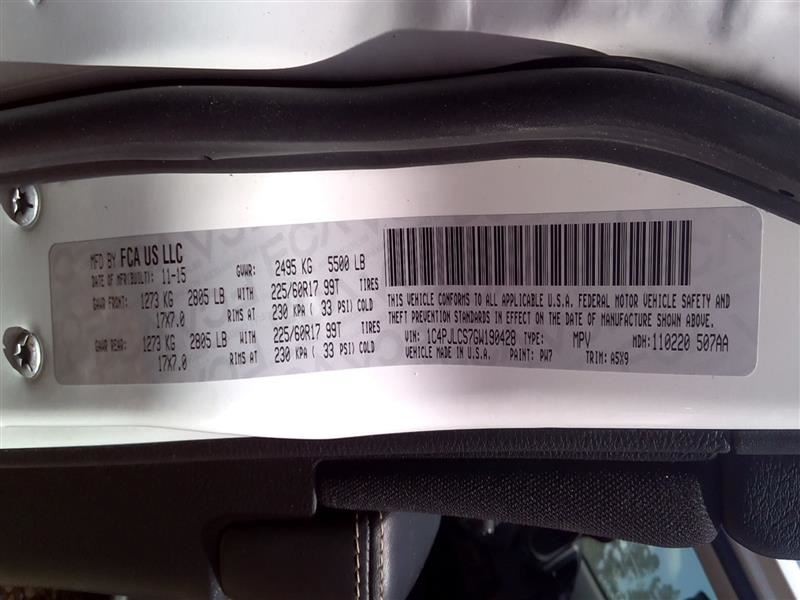 MFD BY FCA US LLC
DATE OF MFR(BUILT): 11-15 GVWR: 2495 KG 5500 LB
GAWR FRONT: 1273 KG 2805 LB WITH 225/60R17 99T TIRES
17X7.0 RIMS AT 230 KPA ( 33 PSI) COLD
GAWR REAR: 1273 KG 2805 LB WITH 225/60R17 99T TIRES
17X7.0 RIMS AT 230 KPA ( 33 PSI) COLD
THIS VEHICLE CONFORMS TO ALL APPLICABLE U.S.A. FEDERAL MOTOR VEHICLE SAFETY AND
THEFT PREVENTION STANDARDS IN EFFECT ON THE DATE OF MANUFACTURE SHOWN ABOVE.
VIN: 1C4PJLCS7GW190428 TYPE: MPV MDH: 110220 507AA
VEHICLE MADE IN U.S.A. PAINT: PW7 TRIM: A5X9